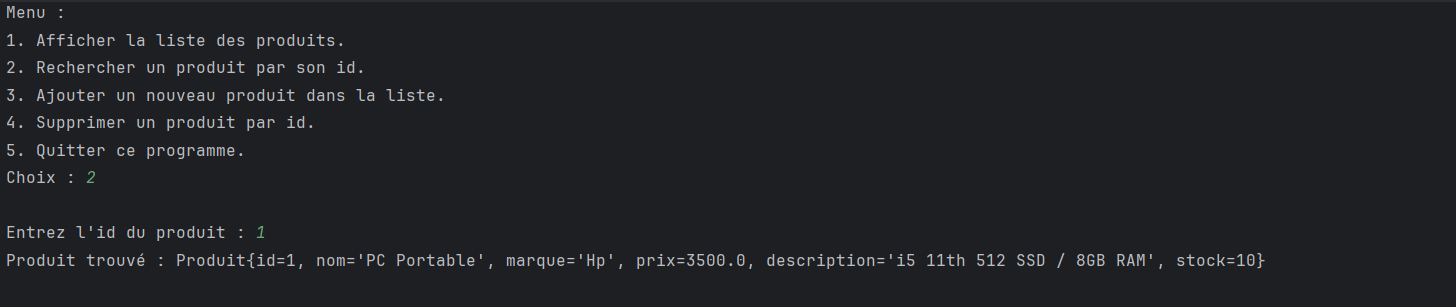 Menu :
1. Afficher la liste des produits.
2. Rechercher un produit par son id.
3. Ajouter un nouveau produit dans la liste.
4. Supprimer un produit par id.
5. Quitter ce programme.
Choix : 2
Entrez l'id du produit : 1
Produit trouvé : Produit{id=1, nom='PC Portable', marque='Hp', prix=3500.0, description='i5 11th 512 SSD / 8GB RAM', stock=10}